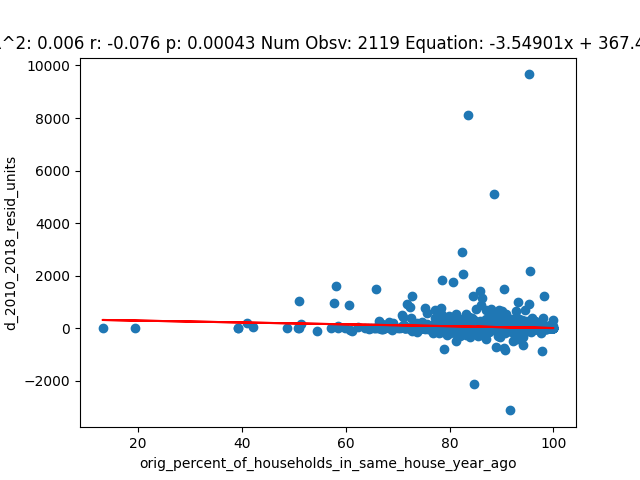 ^2: 0.006 r: -0.076 p: 0.00043 Num Obsv: 2119 Equation: -3.54901x + 367.4
10000
8000
6000
4000
2000
0
−2000
d_2010_2018_resid_units
20 40 60 80 100
orig_percent_of_households_in_same_house_year_ago